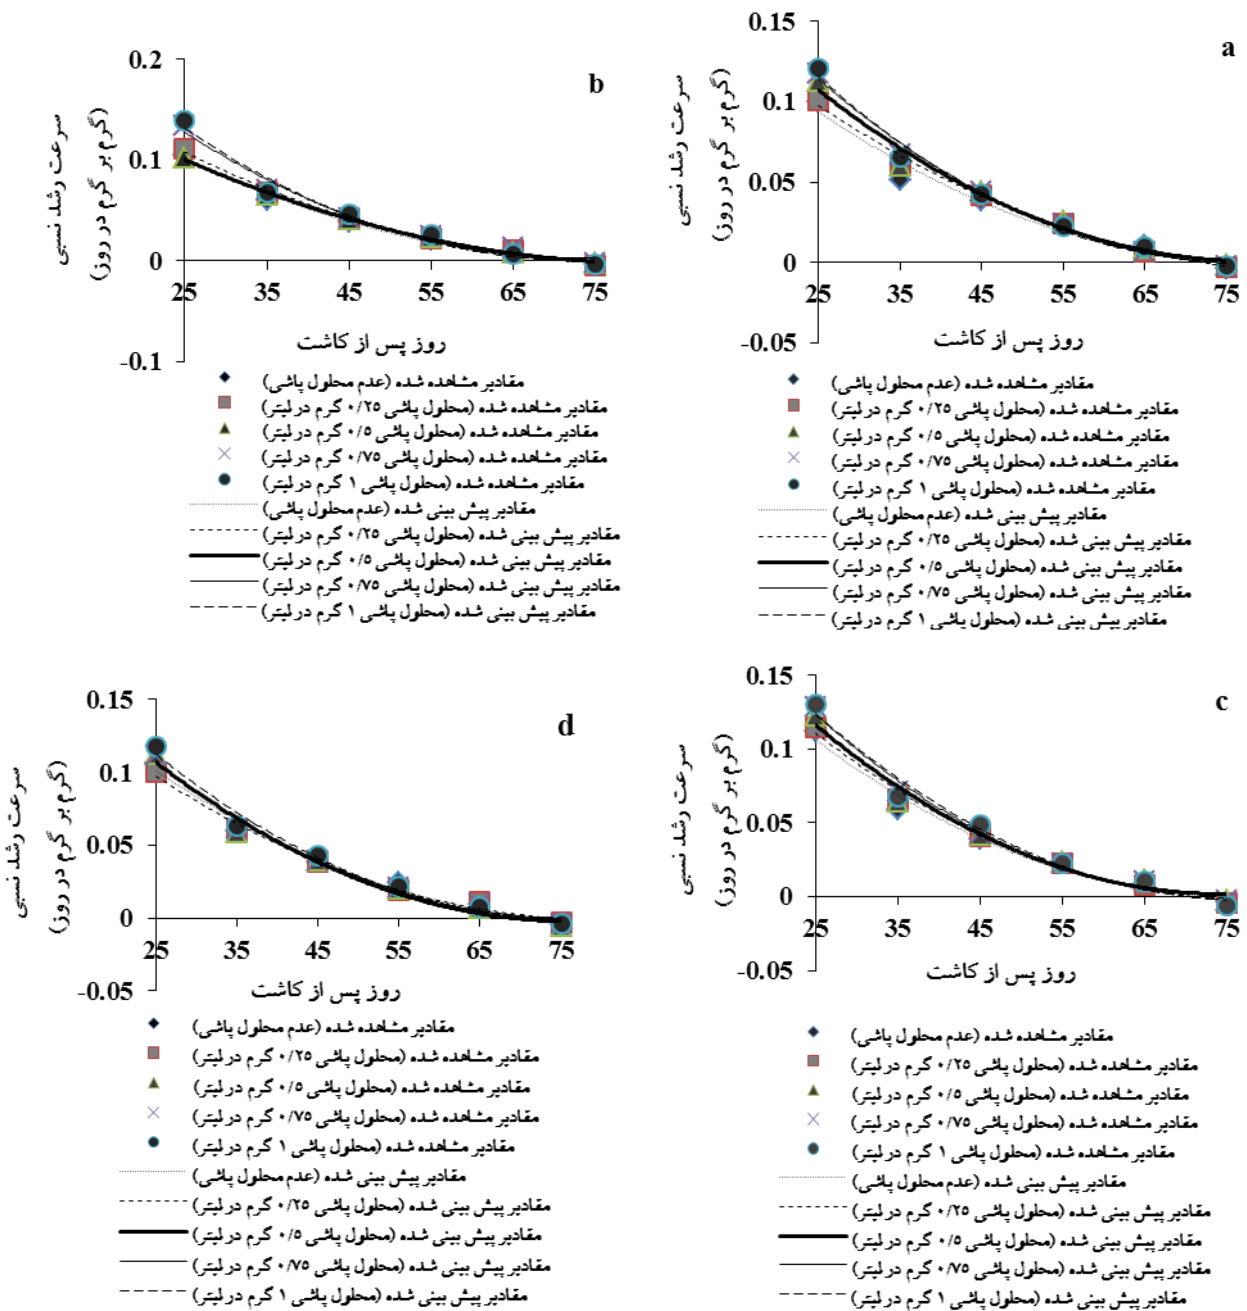 b
0.2
0.1
0
-0.1
25 35 45 55 65 75
سرعت رشد نسبی
(گرم بر گرم در روز)
روز پس از کاشت
مقادیر مشاهده شده (عدم محلول پاشی)
مقادیر مشاهده شده (محلول پاشی ۰/۲۵ گرم در لیتر)
مقادیر مشاهده شده (محلول پاشی ۰/۵ گرم در لیتر)
مقادیر مشاهده شده (محلول پاشی ۰/۷۵ گرم در لیتر)
مقادیر مشاهده شده (محلول پاشی ۱ گرم در لیتر)
مقادیر پیش بینی شده (عدم محلول پاشی)
مقادیر پیش بینی شده (محلول پاشی ۰/۲۵ گرم در لیتر)
مقادیر پیش بینی شده (محلول پاشی ۰/۵ گرم در لیتر)
مقادیر پیش بینی شده (محلول پاشی ۰/۷۵ گرم در لیتر)
مقادیر پیش بینی شده (محلول پاشی ۱ گرم در لیتر)
a
0.15
0.1
0.05
0
-0.05
25 35 45 55 65 75
سرعت رشد نسبی
(گرم بر گرم در روز)
روز پس از کاشت
مقادیر مشاهده شده (عدم محلول پاشی)
مقادیر مشاهده شده (محلول پاشی ۰/۲۵ گرم در لیتر)
مقادیر مشاهده شده (محلول پاشی ۰/۵ گرم در لیتر)
مقادیر مشاهده شده (محلول پاشی ۰/۷۵ گرم در لیتر)
مقادیر مشاهده شده (محلول پاشی ۱ گرم در لیتر)
مقادیر پیش بینی شده (عدم محلول پاشی)
مقادیر پیش بینی شده (محلول پاشی ۰/۲۵ گرم در لیتر)
مقادیر پیش بینی شده (محلول پاشی ۰/۵ گرم در لیتر)
مقادیر پیش بینی شده (محلول پاشی ۰/۷۵ گرم در لیتر)
مقادیر پیش بینی شده (محلول پاشی ۱ گرم در لیتر)
d
0.15
0.1
0.05
0
-0.05
25 35 45 55 65 75
سرعت رشد نسبی
(گرم بر گرم در روز)
روز پس از کاشت
مقادیر مشاهده شده (عدم محلول پاشی)
مقادیر مشاهده شده (محلول پاشی ۰/۲۵ گرم در لیتر)
مقادیر مشاهده شده (محلول پاشی ۰/۵ گرم در لیتر)
مقادیر مشاهده شده (محلول پاشی ۰/۷۵ گرم در لیتر)
مقادیر مشاهده شده (محلول پاشی ۱ گرم در لیتر)
مقادیر پیش بینی شده (عدم محلول پاشی)
مقادیر پیش بینی شده (محلول پاشی ۰/۲۵ گرم در لیتر)
مقادیر پیش بینی شده (محلول پاشی ۰/۵ گرم در لیتر)
مقادیر پیش بینی شده (محلول پاشی ۰/۷۵ گرم در لیتر)
مقادیر پیش بینی شده (محلول پاشی ۱ گرم در لیتر)
c
0.15
0.1
0.05
0
-0.05
25 35 45 55 65 75
سرعت رشد نسبی
(گرم بر گرم در روز)
روز پس از کاشت
مقادیر مشاهده شده (عدم محلول پاشی)
مقادیر مشاهده شده (محلول پاشی ۰/۲۵ گرم در لیتر)
مقادیر مشاهده شده (محلول پاشی ۰/۵ گرم در لیتر)
مقادیر مشاهده شده (محلول پاشی ۰/۷۵ گرم در لیتر)
مقادیر مشاهده شده (محلول پاشی ۱ گرم در لیتر)
مقادیر پیش بینی شده (عدم محلول پاشی)
مقادیر پیش بینی شده (محلول پاشی ۰/۲۵ گرم در لیتر)
مقادیر پیش بینی شده (محلول پاشی ۰/۵ گرم در لیتر)
مقادیر پیش بینی شده (محلول پاشی ۰/۷۵ گرم در لیتر)
مقادیر پیش بینی شده (محلول پاشی ۱ گرم در لیتر)